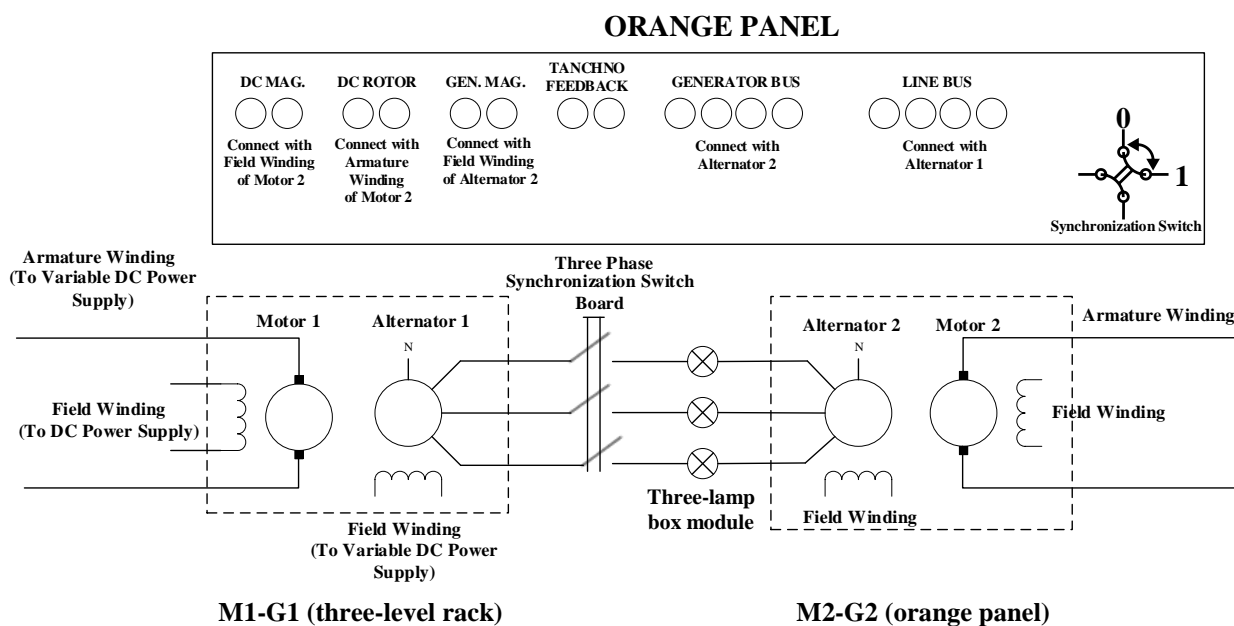 ORANGE PANEL
DC MAG.
Connect with
Field Winding
of Motor 2
DC ROTOR
Connect with
Armature
Winding
of Motor 2
GEN. MAG.
Connect with
Field Winding
of Alternator 2
TANCHNO
FEEDBACK
GENERATOR BUS
Connect with
Alternator 2
LINE BUS
Connect with
Alternator 1
0
1
Synchronization Switch
Armature Winding
(To Variable DC Power
Supply)
Three Phase
Synchronization Switch
Board
Motor 1
Alternator 1
N
Alternator 2
Motor 2
N
Armature Winding
Field Winding
(To DC Power Supply)
Field Winding
Three-lamp
box module
Field Winding
Field Winding
(To Variable DC Power
Supply)
M1-G1 (three-level rack)
M2-G2 (orange panel)